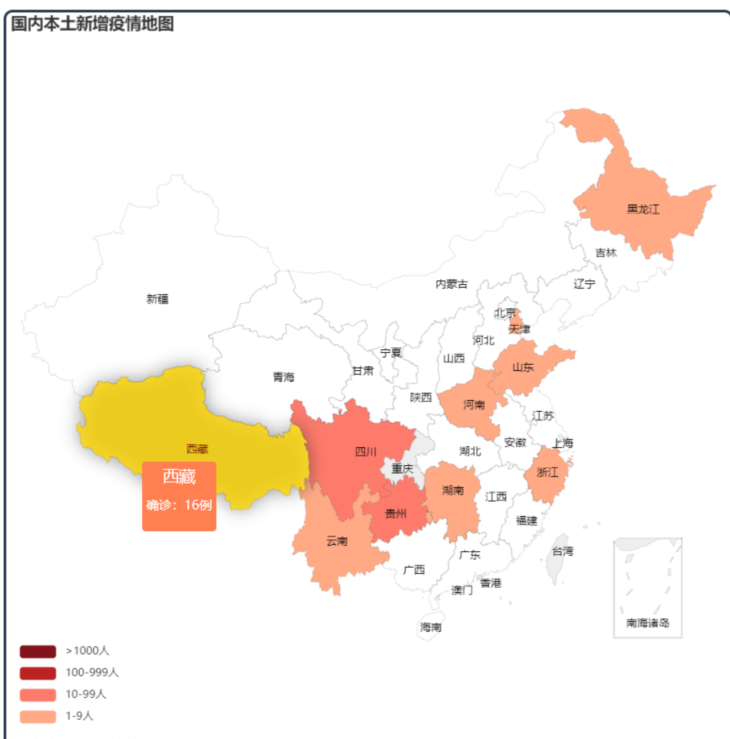 国内本土新增疫情地图
黑龙江
吉林
辽宁
内蒙古
新疆
北京
天津
河北
山西
宁夏
山东
青海
甘肃
陕西
河南
江苏
安徽
上海
西藏
四川
重庆
湖北
浙江
西藏
确诊：16例
湖南
江西
贵州
福建
云南
台湾
广东
广西
香港
澳门
海南
南海诸岛
>1000人
100-999人
10-99人
1-9人